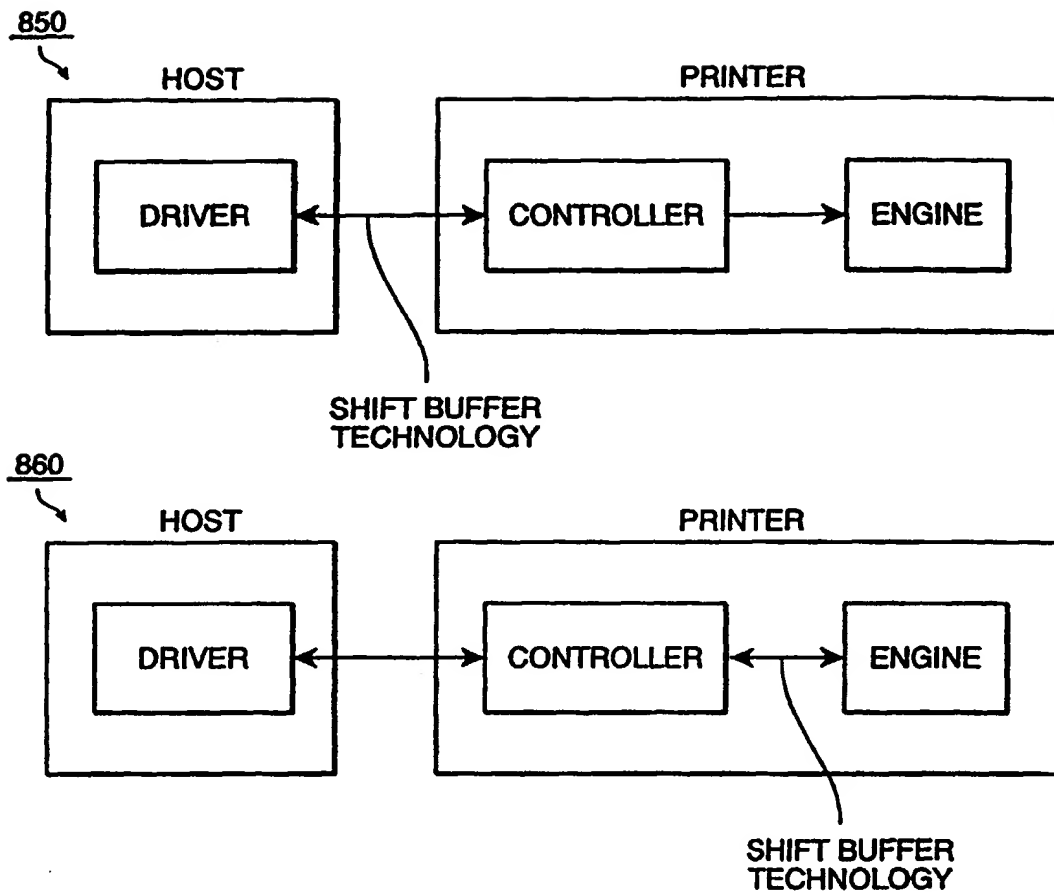 850
HOST
PRINTER
DRIVER
CONTROLLER
ENGINE
SHIFT BUFFER
TECHNOLOGY
860
HOST
PRINTER
DRIVER
CONTROLLER
ENGINE
SHIFT BUFFER
TECHNOLOGY